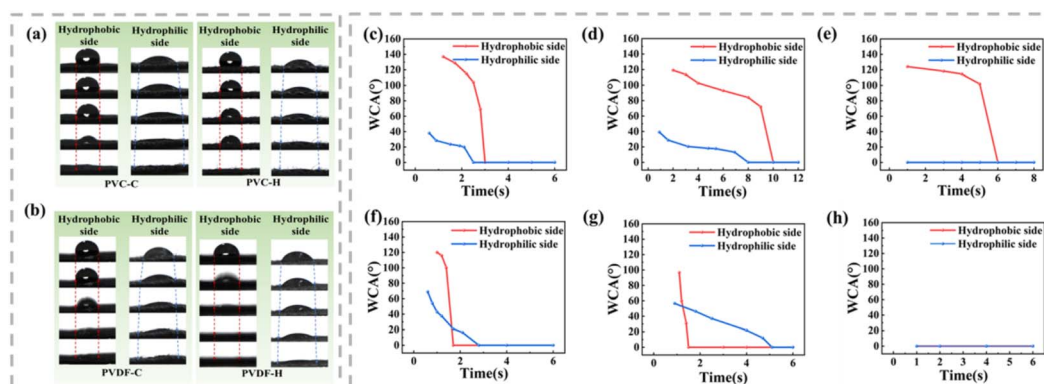 (a)
Hydrophobic side
Hydrophilic side
Hydrophobic side
Hydrophilic side
PVC-C
PVC-H
(b)
Hydrophobic side
Hydrophilic side
Hydrophobic side
Hydrophilic side
PVDF-C
PVDF-H
(c)
160
140
120
100
80
60
40
20
0
WCA(°)
Hydrophobic side
Hydrophilic side
0 2 4 6
Time(s)
(d)
160
140
120
100
80
60
40
20
0
WCA(°)
Hydrophobic side
Hydrophilic side
0 2 4 6 8 10 12
Time(s)
(e)
160
140
120
100
80
60
40
20
0
WCA(°)
Hydrophobic side
Hydrophilic side
0 2 4 6 8
Time(s)
(f)
160
140
120
100
80
60
40
20
0
WCA(°)
Hydrophobic side
Hydrophilic side
0 2 4 6
Time(s)
(g)
160
140
120
100
80
60
40
20
0
WCA(°)
Hydrophobic side
Hydrophilic side
0 2 4 6
Time(s)
(h)
160
140
120
100
80
60
40
20
0
WCA(°)
Hydrophobic side
Hydrophilic side
0 1 2 3 4 5 6
Time(s)